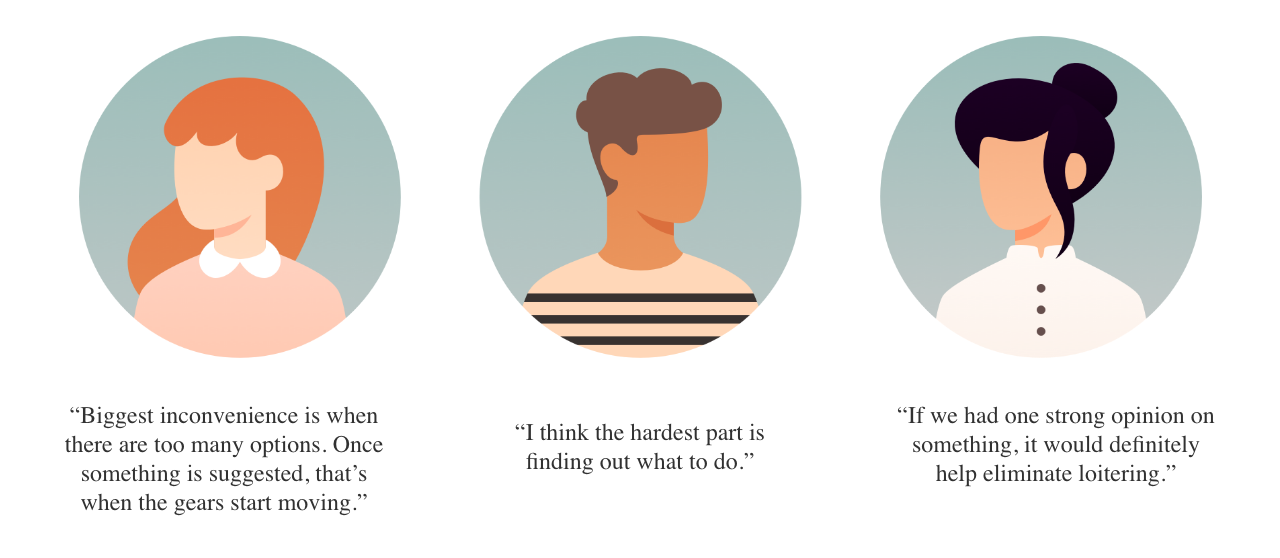 “Biggest inconvenience is when
there are too many options. Once
something is suggested, that’s
when the gears start moving.”
“I think the hardest part is
finding out what to do.”
“If we had one strong opinion on
something, it would definitely
help eliminate loitering.”